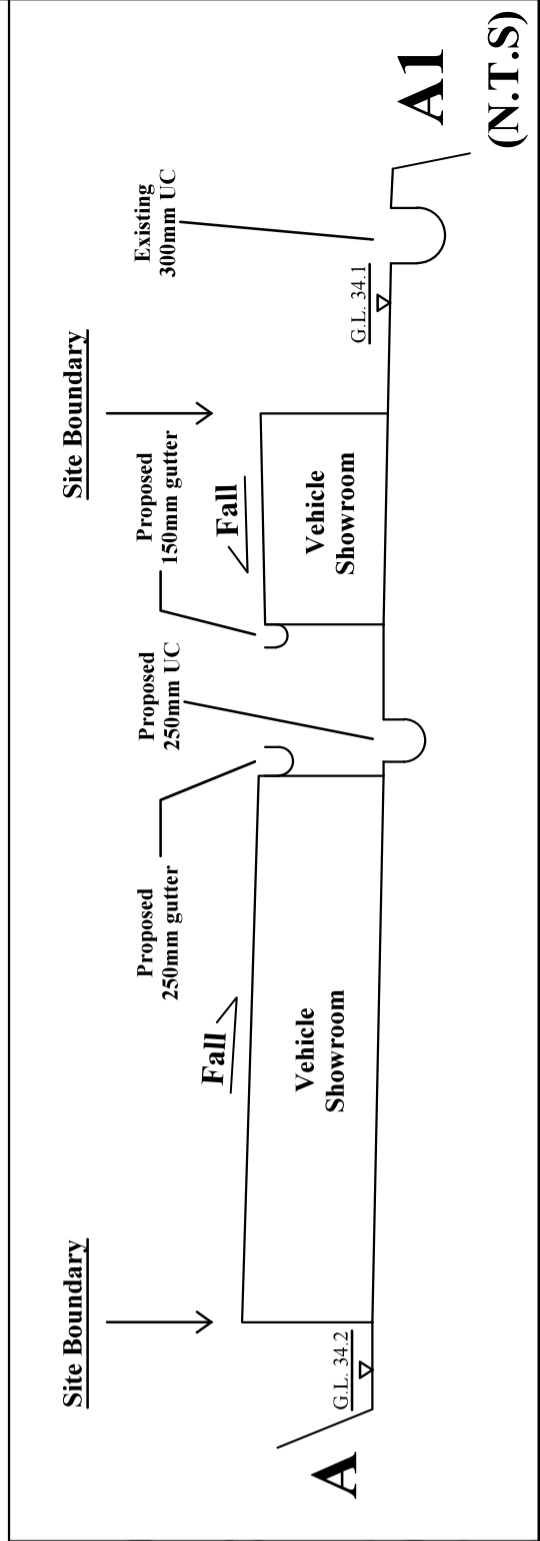 Site Boundary
Site Boundary
Proposed
250mm gutter
Proposed
250mm UC
Proposed
150mm gutter
Existing
300mm UC
Fall
Fall
Vehicle
Showroom
Vehicle
Showroom
G.L. 34.2
G.L. 34.1
A
A1
(N.T.S)